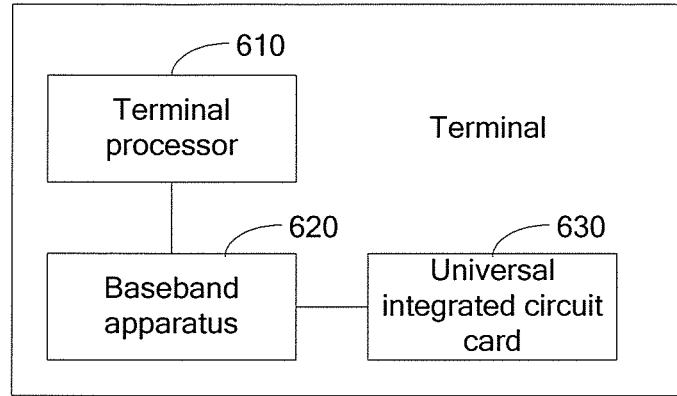 610
Terminal
processor
Terminal
620
630
Baseband
apparatus
Universal
integrated circuit
card